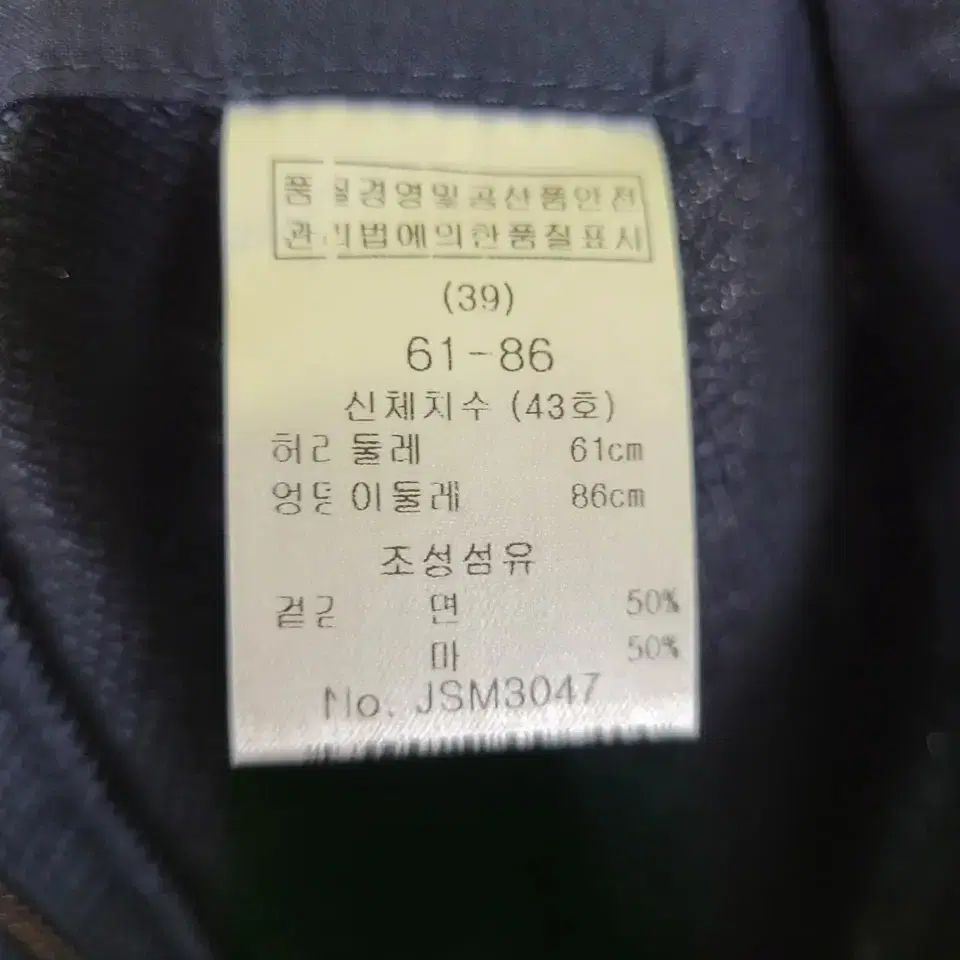 품질경영및공산품안전
관리법에의한품질표시
(39)
61-86
신체치수 (43호)
허리둘레 61cm
엉덩이둘레 86cm
조성섬유
겉감 면 50%
마 50%
No. JSM3047